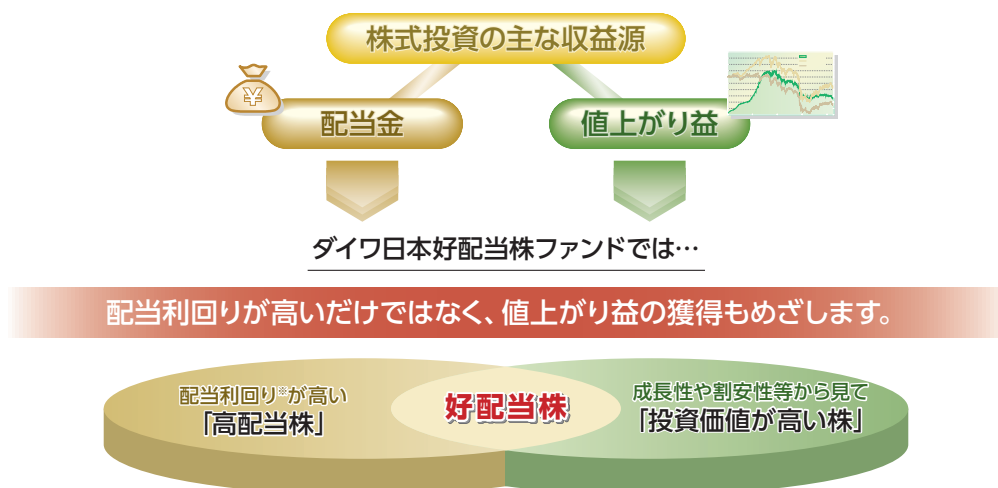 株式投資の主な収益源
¥
配当金
値上がり益
ダイワ日本好配当株ファンドでは…
配当利回りが高いだけではなく、値上がり益の獲得もめざします。
配当利回り※が高い
「高配当株」
好配当株
成長性や割安性等から見て
「投資価値が高い株」